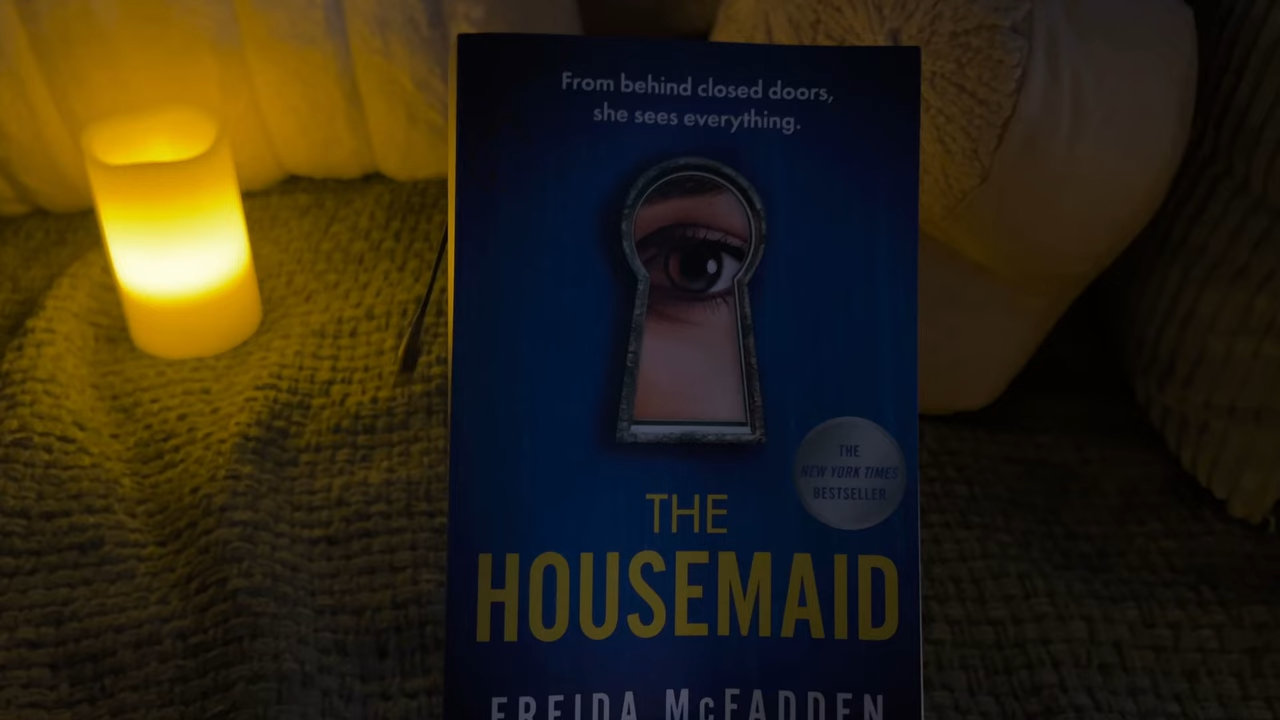 From behind closed doors,
she sees everything.
THE
NEW YORK TIMES
BESTSELLER
THE
HOUSEMAID
FREIDA McFADDEN